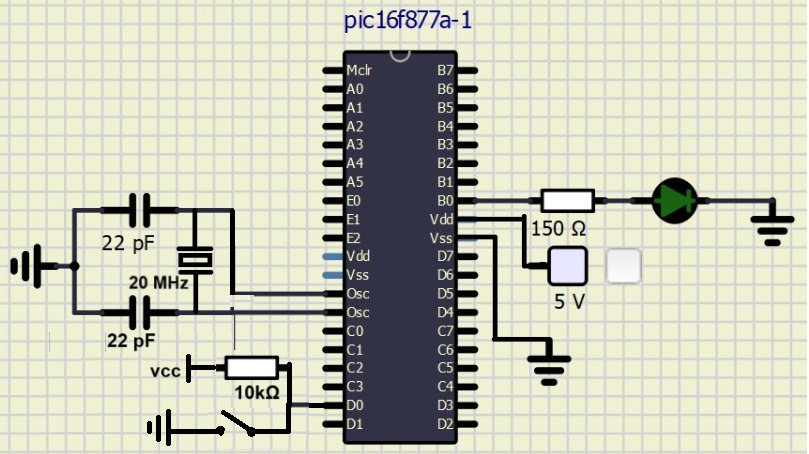 pic16f877a-1
Mclr B7
A0 B6
A1 B5
A2 B4
A3 B3
A4 B2
A5 B1
E0 B0
E1 Vdd
E2 Vss
Vdd D7
Vss D6
Osc D5
Osc D4
C0 C7
C1 C6
C2 C5
C3 C4
D0 D3
D1 D2
22 pF
20 MHz
22 pF
vcc
10kΩ
150 Ω
5 V